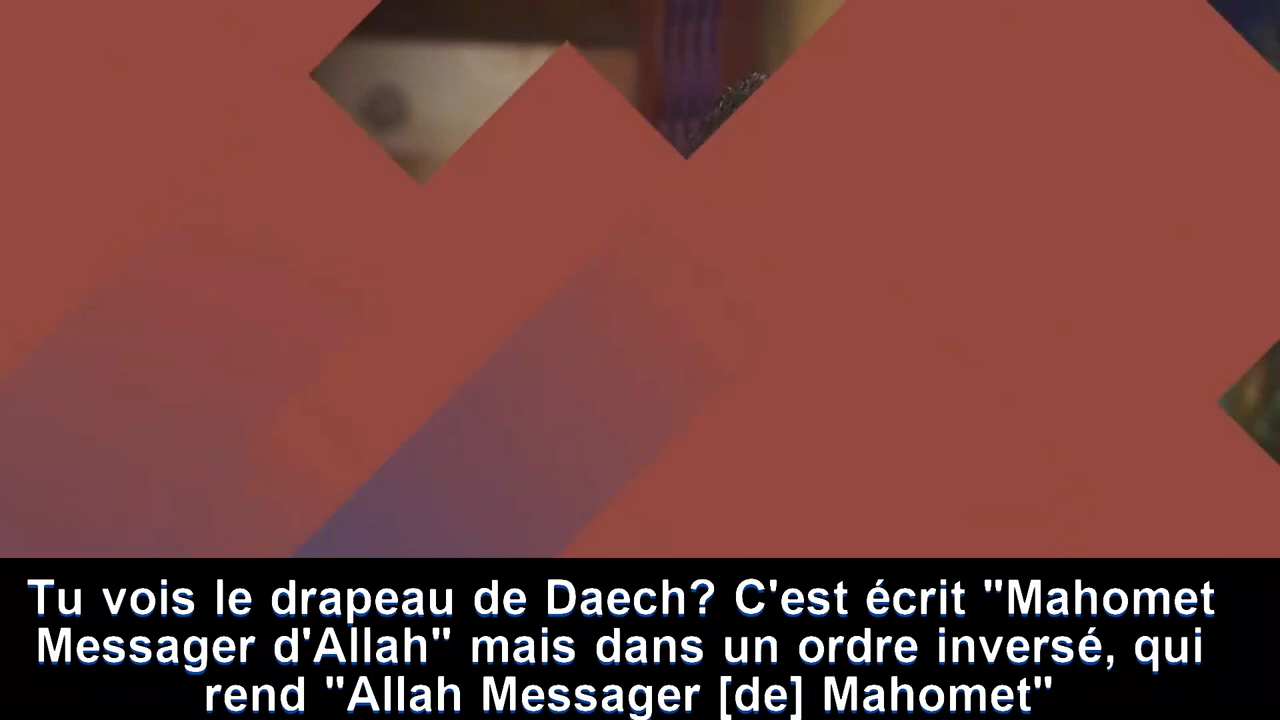 Tu vois le drapeau de Daech? C'est écrit "Mahomet
Messager d'Allah" mais dans un ordre inversé, qui
rend "Allah Messager [de] Mahomet"